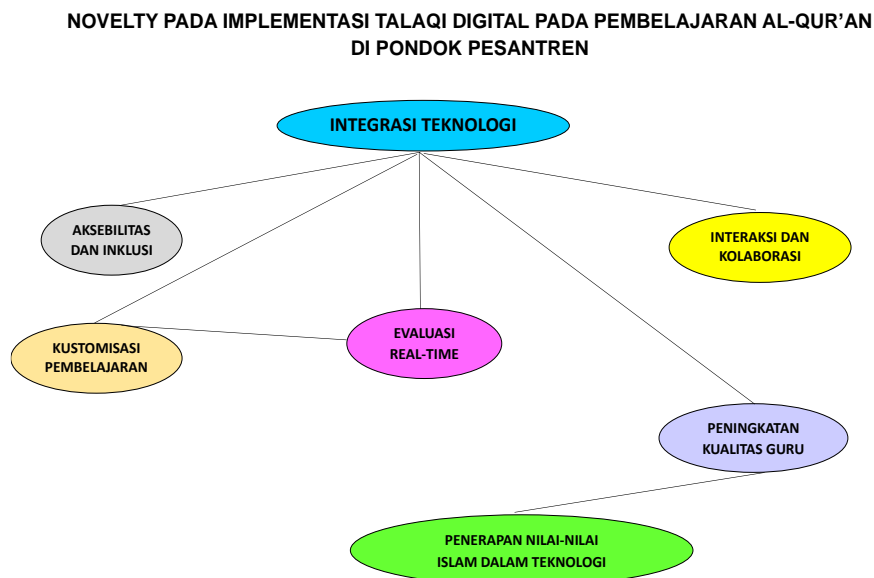 NOVELTY PADA IMPLEMENTASI TALAQI DIGITAL PADA PEMBELAJARAN AL-QUR'AN
DI PONDOK PESANTREN
INTEGRASI TEKNOLOGI
AKSEBILITAS
DAN INKLUSI
INTERAKSI DAN
KOLABORASI
KUSTOMISASI
PEMBELAJARAN
EVALUASI
REAL-TIME
PENINGKATAN
KUALITAS GURU
PENERAPAN NILAI-NILAI
ISLAM DALAM TEKNOLOGI